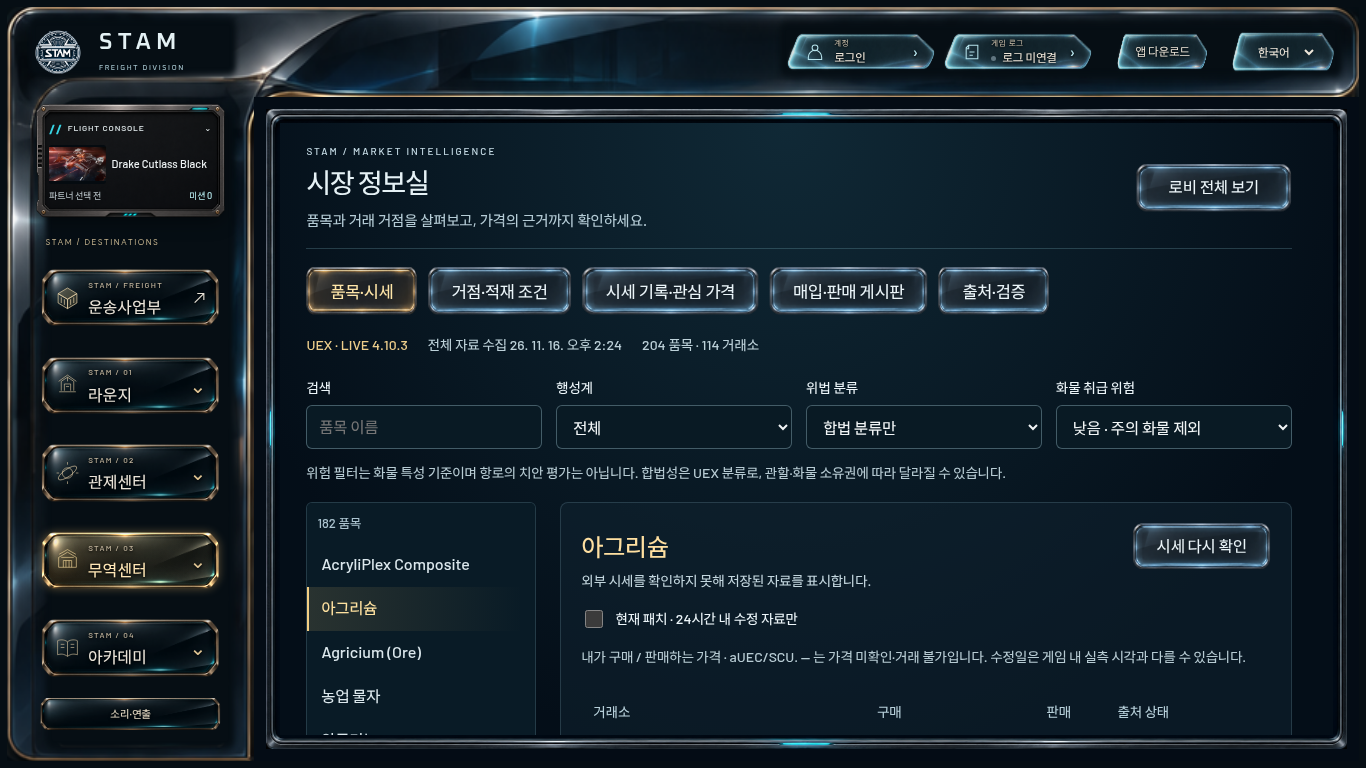 STAM
FREIGHT DIVISION
계정
로그인
게임 로그
로그 미연결
앱 다운로드
한국어
// FLIGHT CONSOLE
Drake Cutlass Black
파트너 선택 전
미션 0
STAM / DESTINATIONS
STAM / FREIGHT
운송사업부
STAM / 01
라운지
STAM / 02
관제센터
STAM / 03
무역센터
STAM / 04
아카데미
소리·연출
STAM / MARKET INTELLIGENCE
시장 정보실
품목과 거래 거점을 살펴보고, 가격의 근거까지 확인하세요.
로비 전체 보기
품목·시세
거점·적재 조건
시세 기록·관심 가격
매입·판매 게시판
출처·검증
UEX · LIVE 4.10.3 전체 자료 수집 26. 11. 16. 오후 2:24 204 품목 · 114 거래소
검색
품목 이름
행성계
전체
위법 분류
합법 분류만
화물 취급 위험
낮음 · 주의 화물 제외
위험 필터는 화물 특성 기준이며 항로의 치안 평가는 아닙니다. 합법성은 UEX 분류로, 관할·화물 소유권에 따라 달라질 수 있습니다.
182 품목
AcryliPlex Composite
아그리슘
Agricium (Ore)
농업 물자
아그리슘
시세 다시 확인
외부 시세를 확인하지 못해 저장된 자료를 표시합니다.
현재 패치 · 24시간 내 수정 자료만
내가 구매 / 판매하는 가격 · aUEC/SCU. — 는 가격 미확인·거래 불가입니다. 수정일은 게임 내 실측 시각과 다를 수 있습니다.
거래소 구매 판매 출처 상태